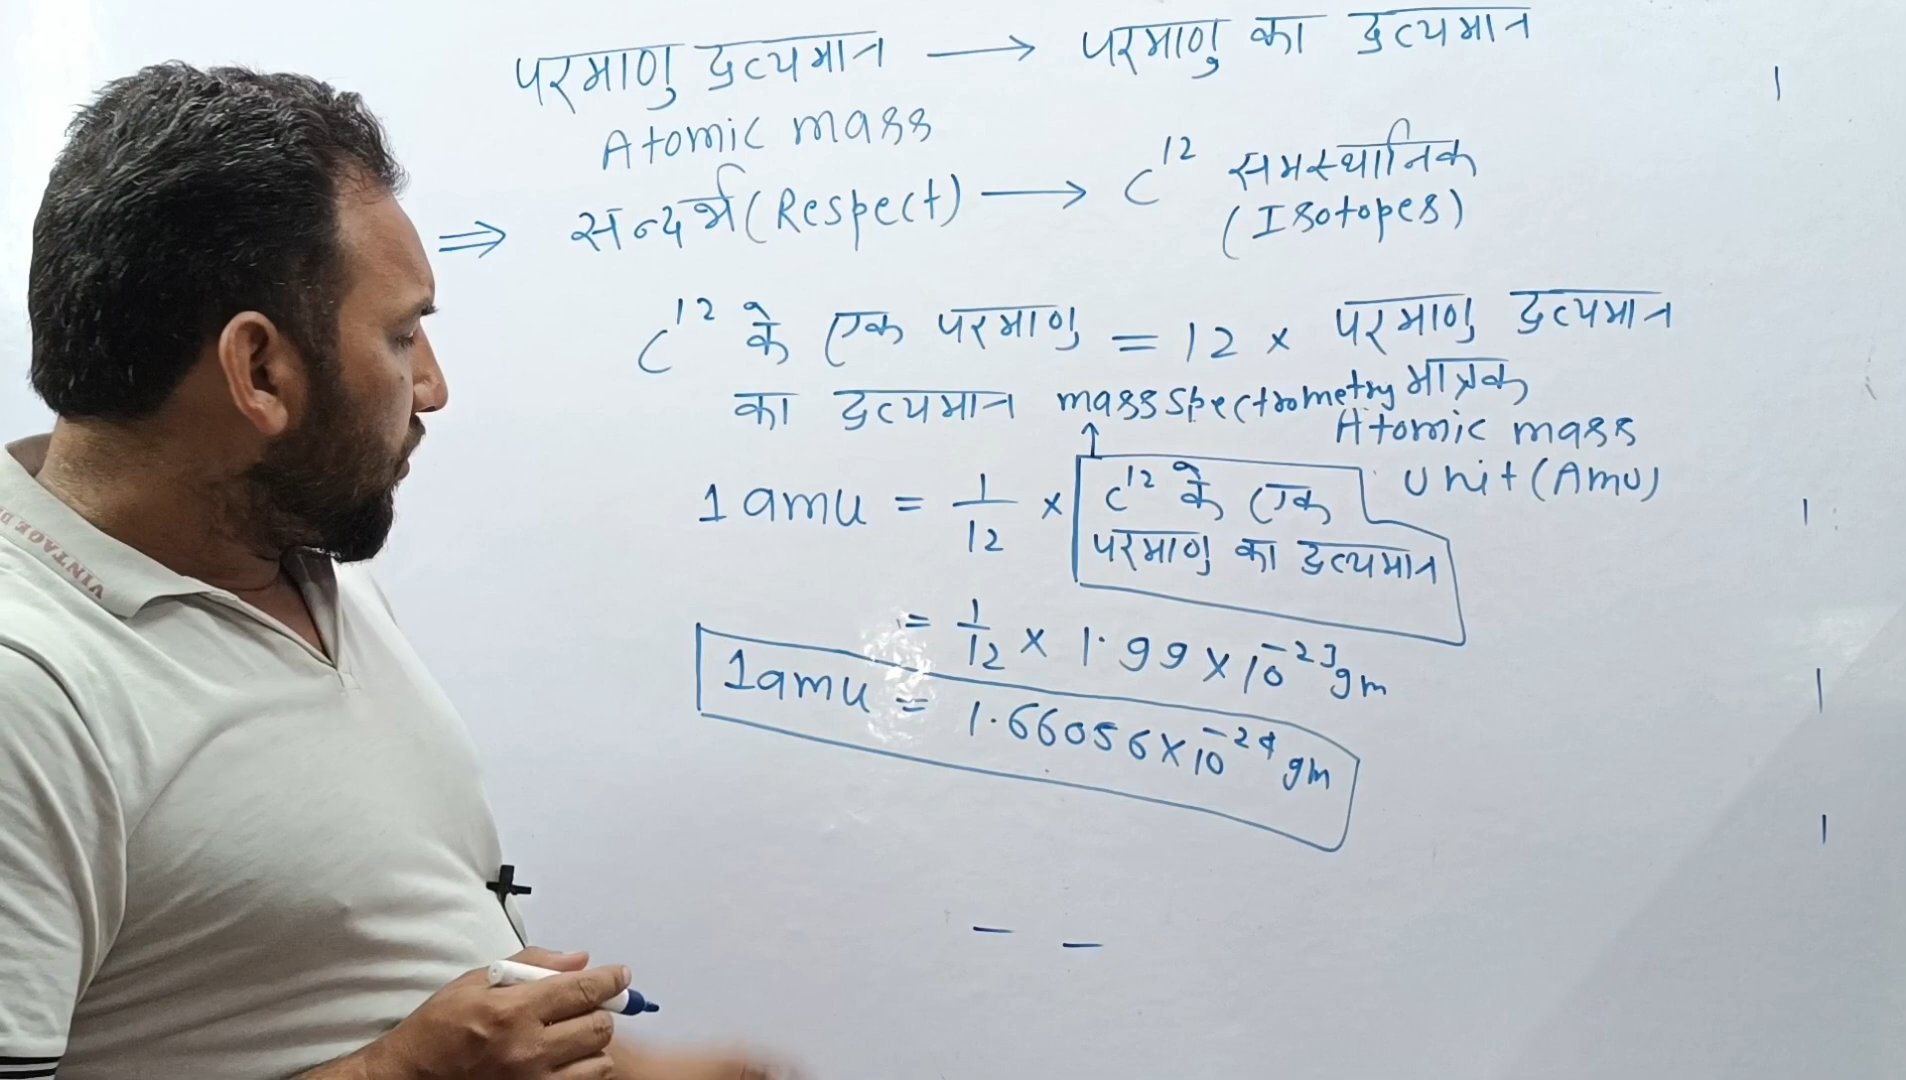 परमाणु द्रव्यमान → परमाणु का द्रव्यमान
Atomic mass
⇒ सन्दर्भ (Respect) → C¹² समस्थानिक
(Isotopes)
C¹² के एक परमाणु = 12 × परमाणु द्रव्यमान
का द्रव्यमान mass spectrometry मात्रक
Atomic mass
Unit (Amu)
1 amu = 1/12 × C¹² के एक
परमाणु का द्रव्यमान
= 1/12 × 1.99 × 10⁻²³ gm
1amu = 1.66056 × 10⁻²⁴ gm
VINTAGE D